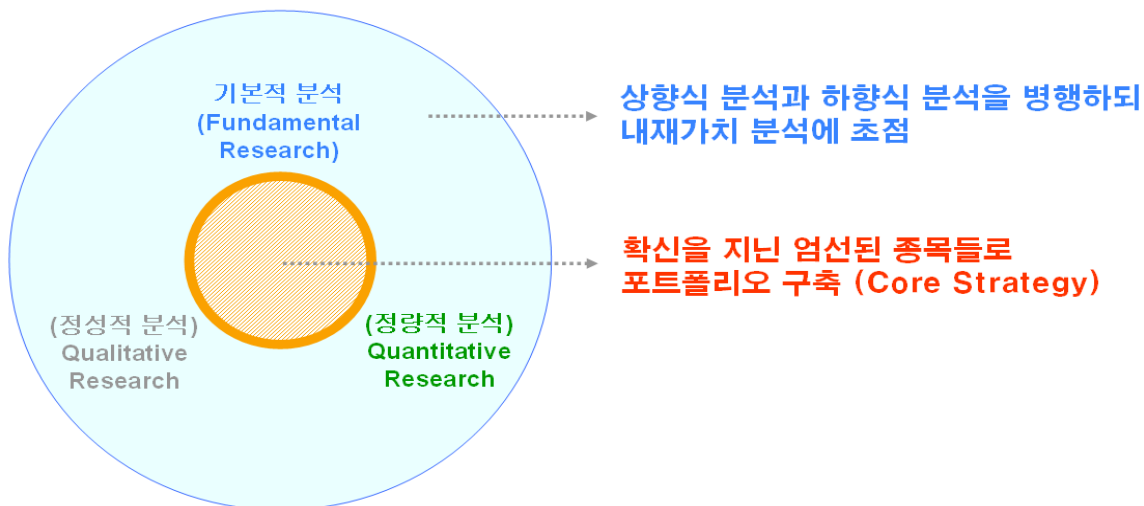 기본적 분석
(Fundamental
Research)
상향식 분석과 하향식 분석을 병행하되
내재가치 분석에 초점
확신을 지닌 엄선된 종목들로
포트폴리오 구축 (Core Strategy)
(정성적 분석)
Qualitative
Research
(정량적 분석)
Quantitative
Research